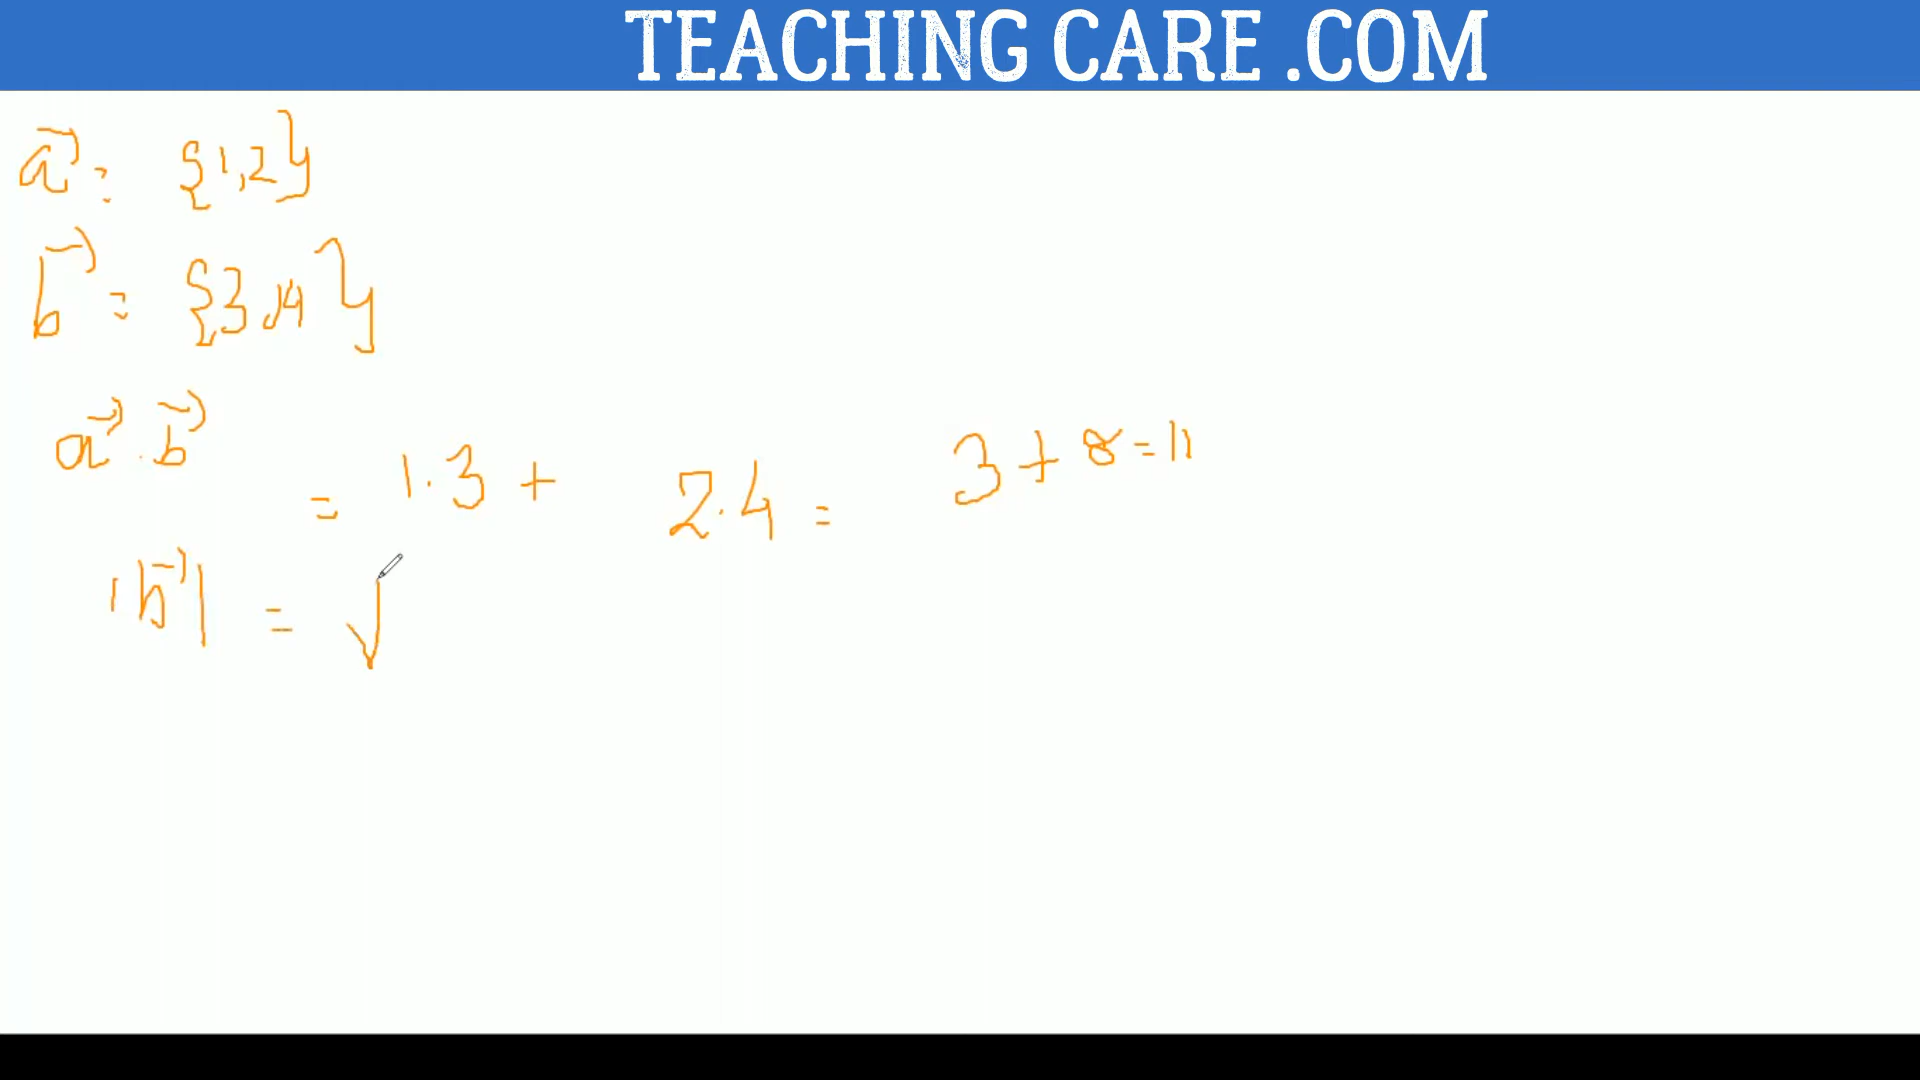 TEACHING CARE .COM
a⃗ = {1,2}
b⃗ = {3,4}
a⃗ . b⃗
= 1.3 + 2.4 = 3 + 8 = 11
|b⃗| = √